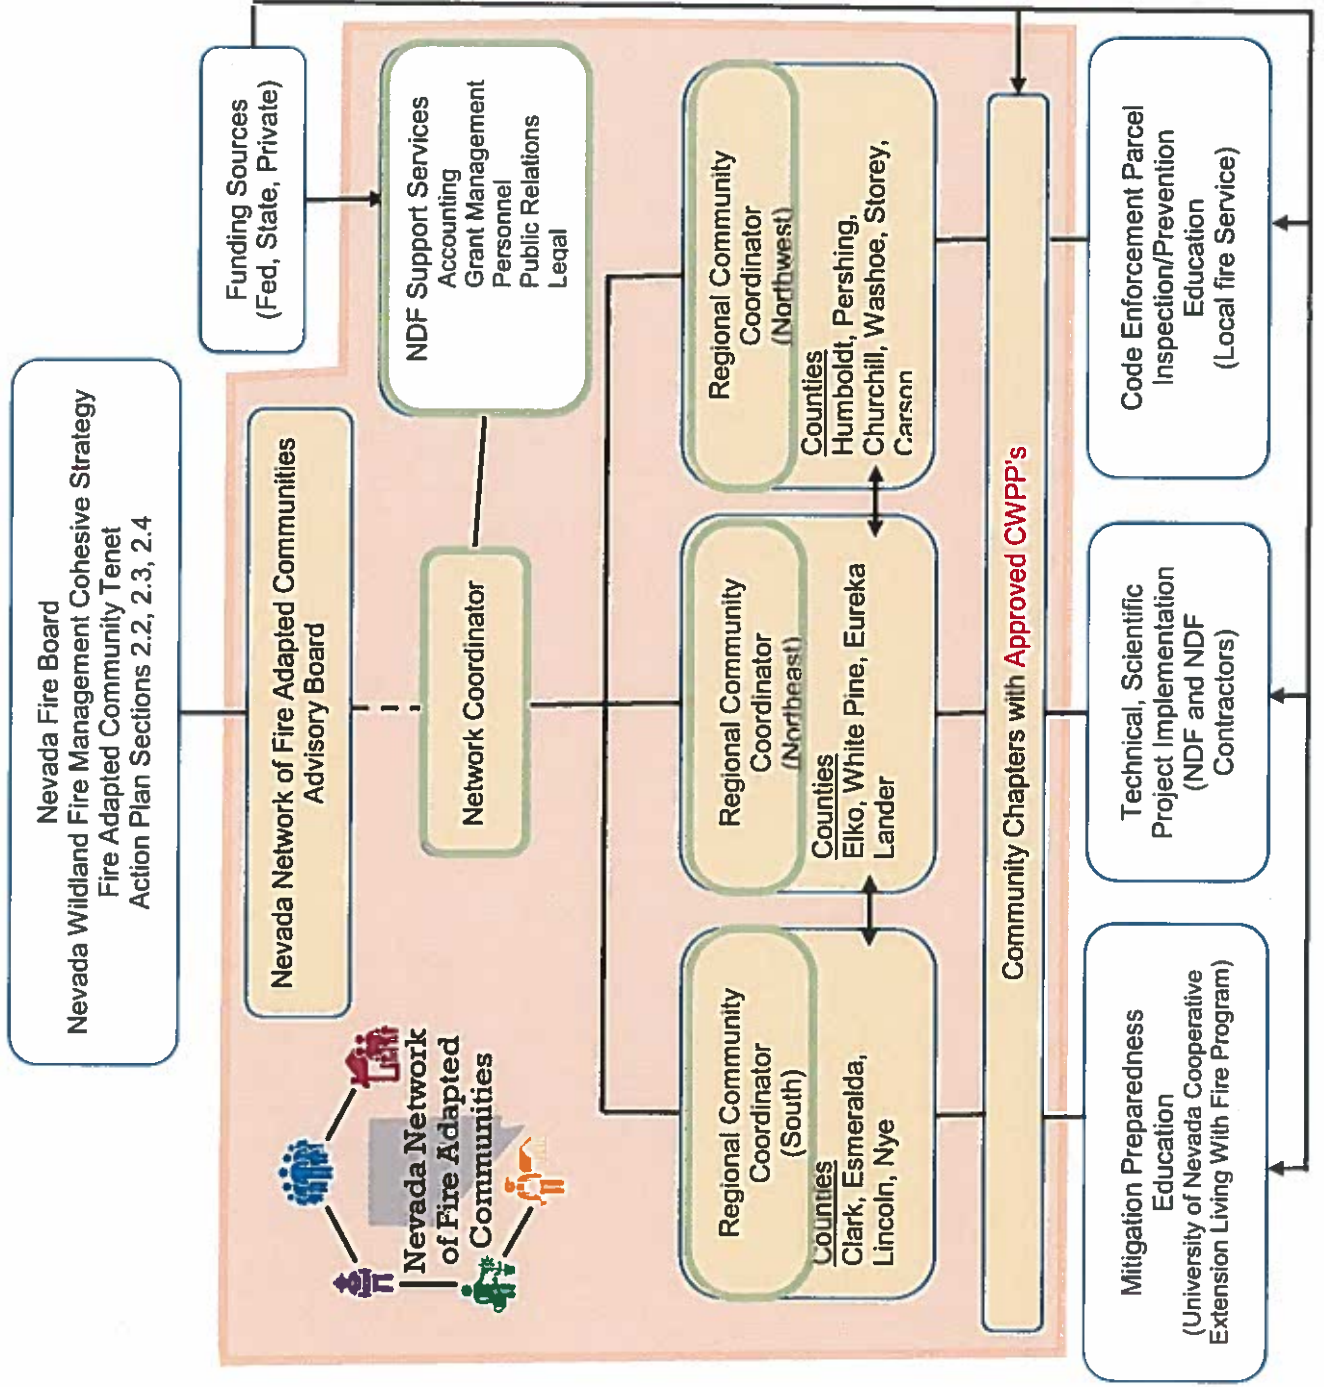 Nevada Fire Board
Nevada Wildland Fire Management Cohesive Strategy
Fire Adapted Community Tenet
Action Plan Sections 2.2, 2.3, 2.4
Funding Sources
(Fed, State, Private)
Nevada Network of Fire Adapted Communities
Advisory Board
Nevada Network
of Fire Adapted
Communities
Network Coordinator
NDF Support Services
Accounting
Grant Management
Personnel
Public Relations
Legal
Regional Community
Coordinator
(South)
Counties
Clark, Esmeralda,
Lincoln, Nye
Regional Community
Coordinator
(Northeast)
Counties
Elko, White Pine, Eureka
Lander
Regional Community
Coordinator
(Northwest)
Counties
Humboldt, Pershing,
Churchill, Washoe, Storey,
Carson
Community Chapters with Approved CWPP's
Mitigation Preparedness
Education
(University of Nevada Cooperative
Extension Living With Fire Program)
Technical, Scientific
Project Implementation
(NDF and NDF
Contractors)
Code Enforcement Parcel
Inspection/Prevention
Education
(Local fire Service)